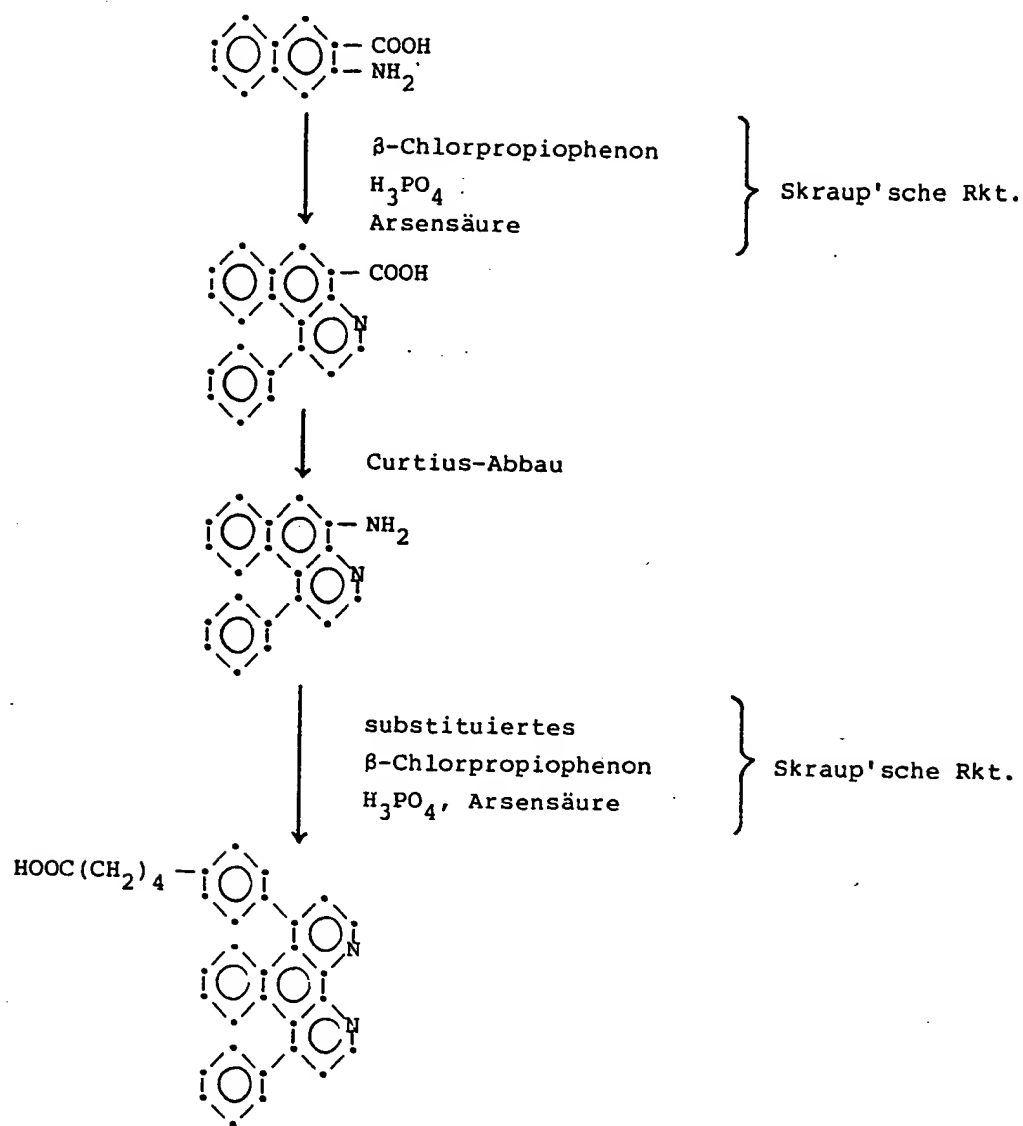 COOH
NH2
β-Chlorpropiophenon
H3PO4
Arsensäure
Skraup'sche Rkt.
COOH
N
Curtius-Abbau
NH2
N
substituiertes
β-Chlorpropiophenon
H3PO4, Arsensäure
Skraup'sche Rkt.
HOOC(CH2)4
N
N